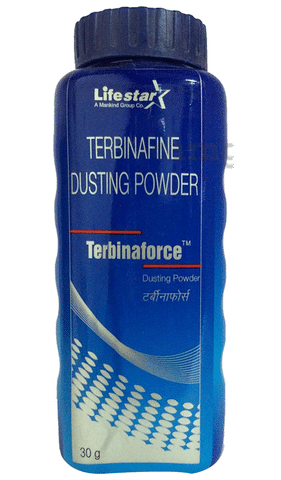 Lifestar
A Mankind Group Co.
TERBINAFINE
DUSTING POWDER
Terbinaforce™
Dusting Powder
टर्बीनाफोर्स
30 g